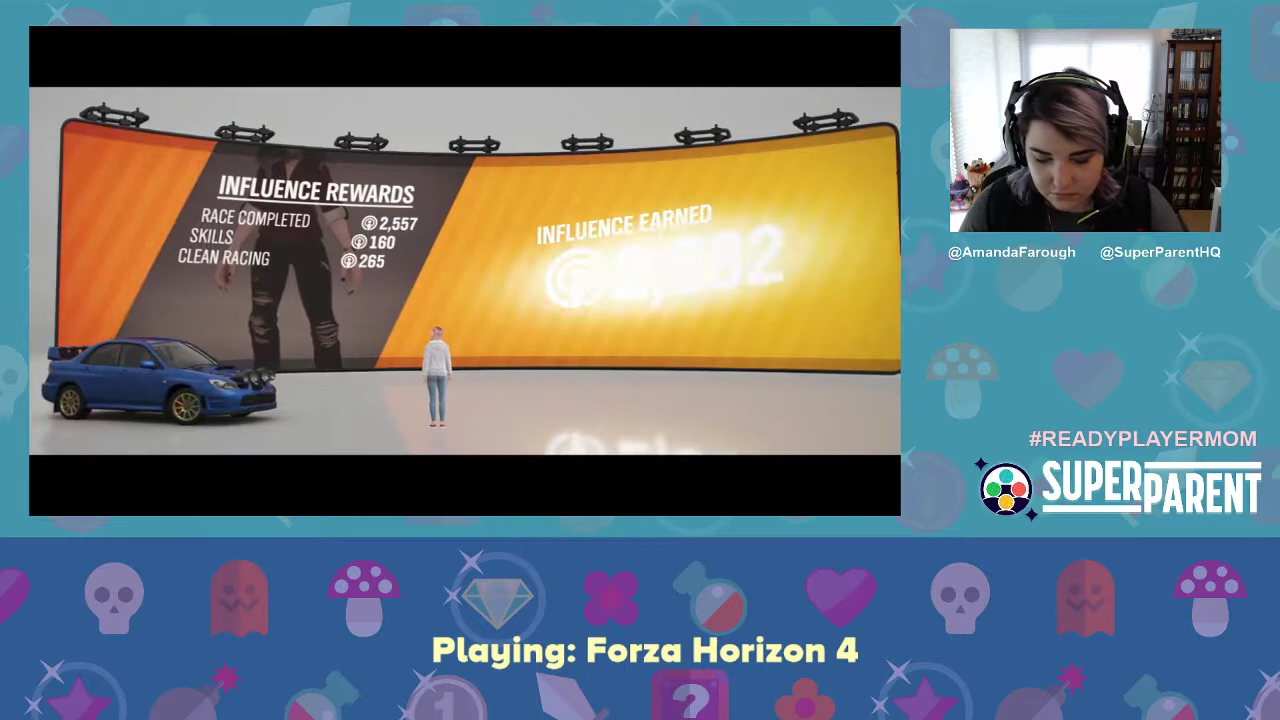 INFLUENCE REWARDS
RACE COMPLETED 2,557
SKILLS 160
CLEAN RACING 265
INFLUENCE EARNED
@AmandaFarough @SuperParentHQ
#READYPLAYERMOM
SUPERPARENT
Playing: Forza Horizon 4
1
?